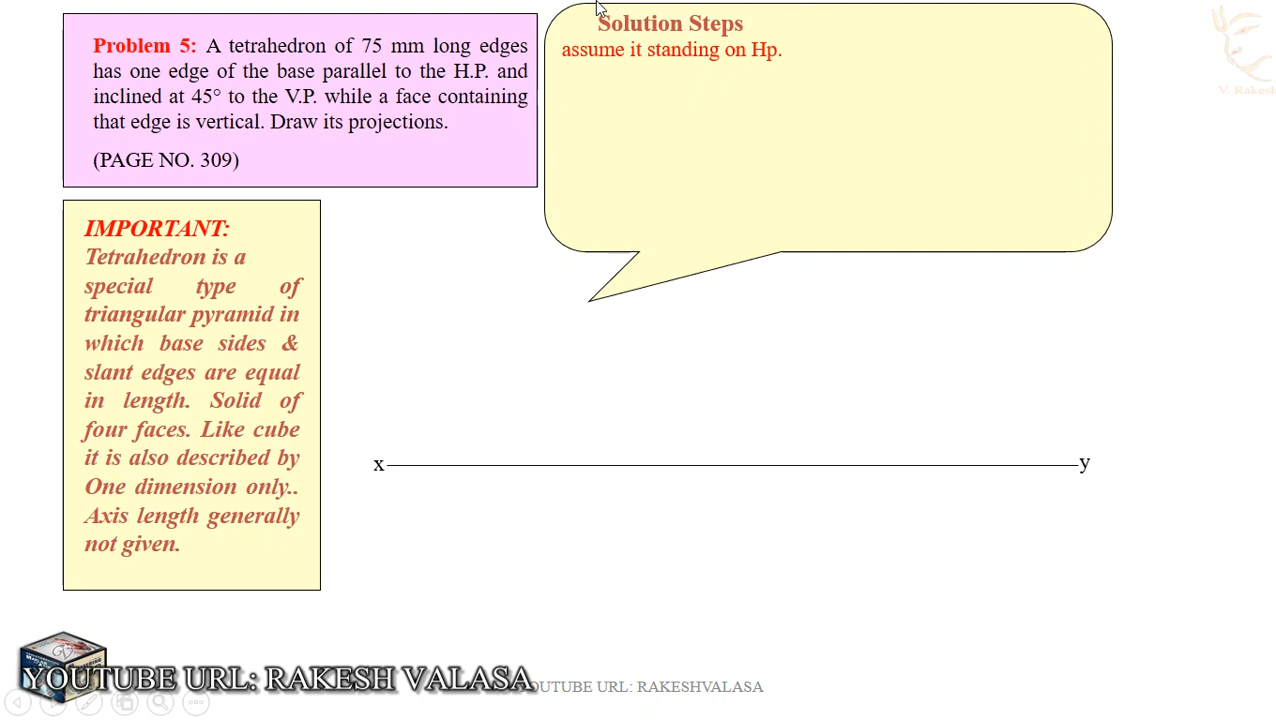 Problem 5: A tetrahedron of 75 mm long edges
has one edge of the base parallel to the H.P. and
inclined at 45° to the V.P. while a face containing
that edge is vertical. Draw its projections.
(PAGE NO. 309)
Solution Steps
assume it standing on Hp.
V. Rakesh
IMPORTANT:
Tetrahedron is a
special type of
triangular pyramid in
which base sides &
slant edges are equal
in length. Solid of
four faces. Like cube
it is also described by
One dimension only..
Axis length generally
not given.
x
y
YOUTUBE URL: RAKESH VALASA
OUTUBE URL: RAKESHVALASA